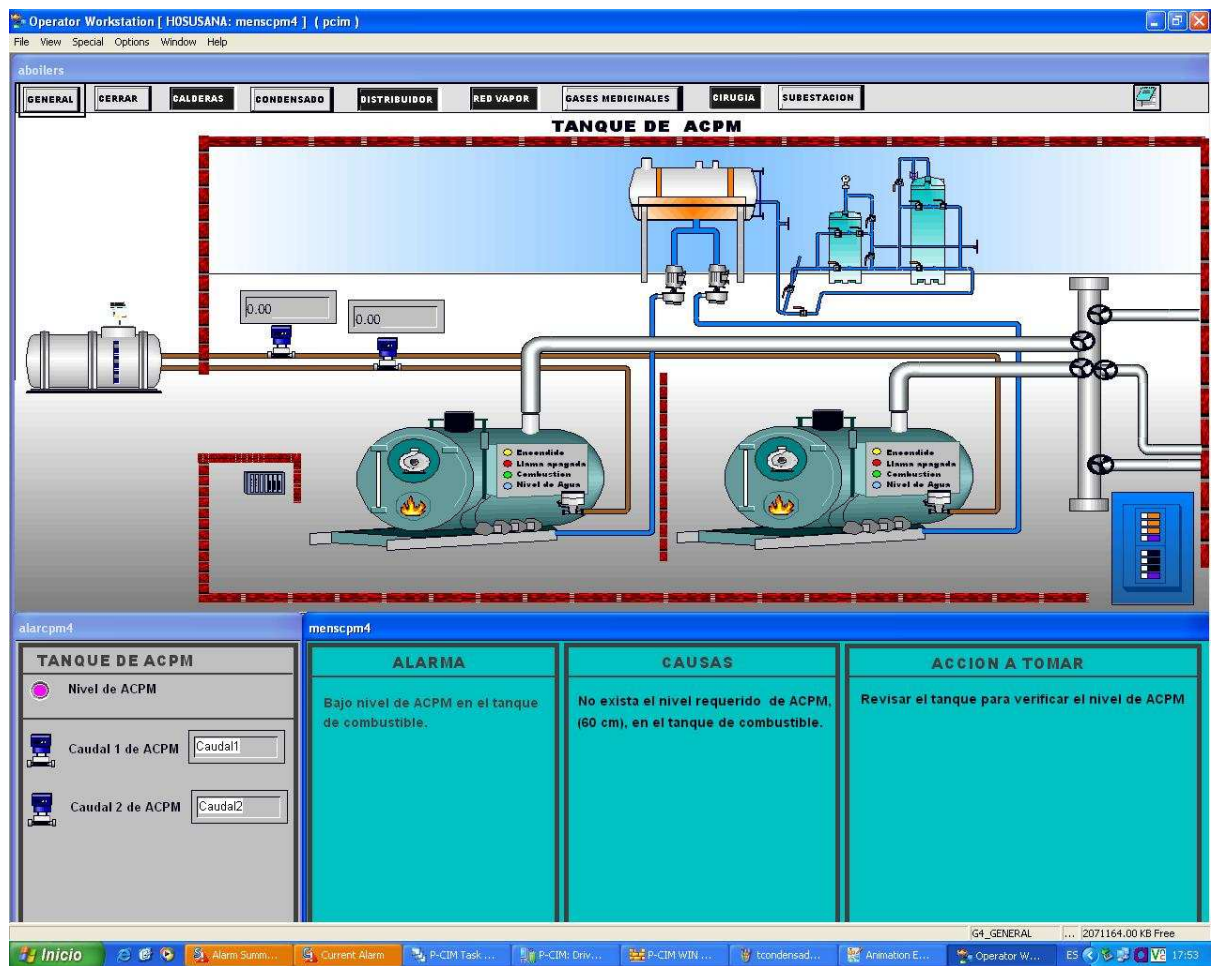 Operator Workstation [ HOSUSANA: menscpm4 ] ( pcim )
File View Special Options Window Help
aboilers
GENERAL CERRAR CALDERAS CONDENSADO DISTRIBUIDOR RED VAPOR GASES MEDICINALES CIRUGIA SUBESTACION
TANQUE DE ACPM
0.00
0.00
Encendido
Llama apagada
Combustion
Nivel de Agua
Encendido
Llama apagada
Combustion
Nivel de Agua
alarcpm4
TANQUE DE ACPM
Nivel de ACPM
Caudal 1 de ACPM Caudal1
Caudal 2 de ACPM Caudal2
menscpm4
ALARMA
Bajo nivel de ACPM en el tanque
de combustible.
CAUSAS
No exista el nivel requerido de ACPM,
(60 cm), en el tanque de combustible.
ACCION A TOMAR
Revisar el tanque para verificar el nivel de ACPM
G4_GENERAL ... 2071164.00 KB Free
Inicio Alarm Summ... Current Alarm P-CIM Task ... P-CIM: Driv... P-CIM WIN ... tcondensad... Animation E... Operator W... ES 17:53